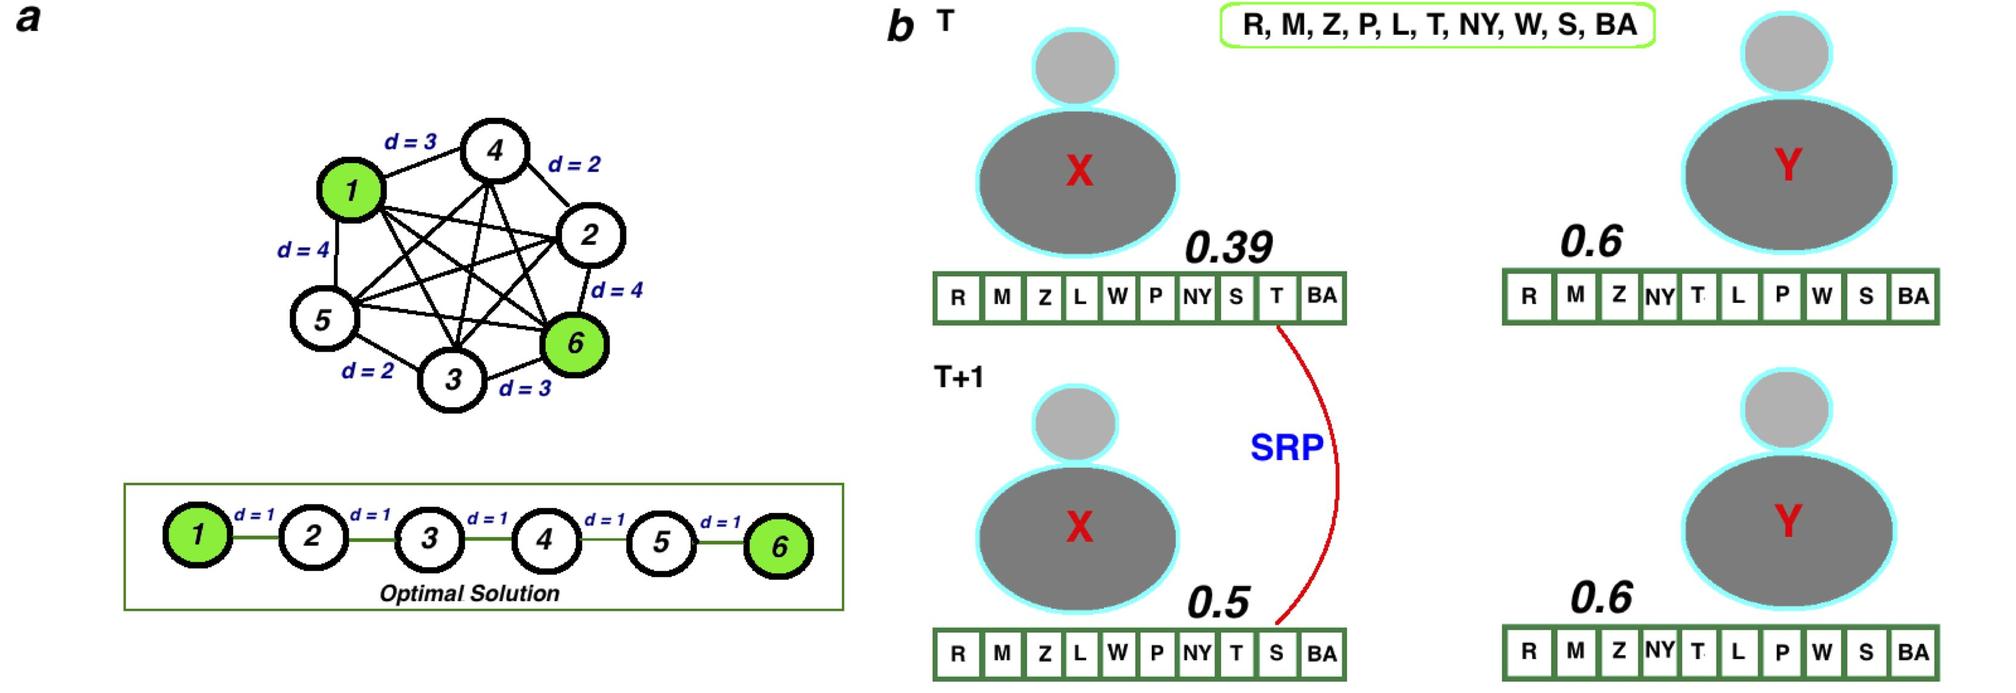 a
d = 3
4
d = 2
1
2
d = 4
d = 4
5
6
d = 2
3
d = 3
1 d = 1 2 d = 1 3 d = 1 4 d = 1 5 d = 1 6
Optimal Solution
b T
R, M, Z, P, L, T, NY, W, S, BA
X
Y
0.39
0.6
R M Z L W P NY S T BA
R M Z NY T L P W S BA
T+1
SRP
X
Y
0.5
0.6
R M Z L W P NY T S BA
R M Z NY T L P W S BA